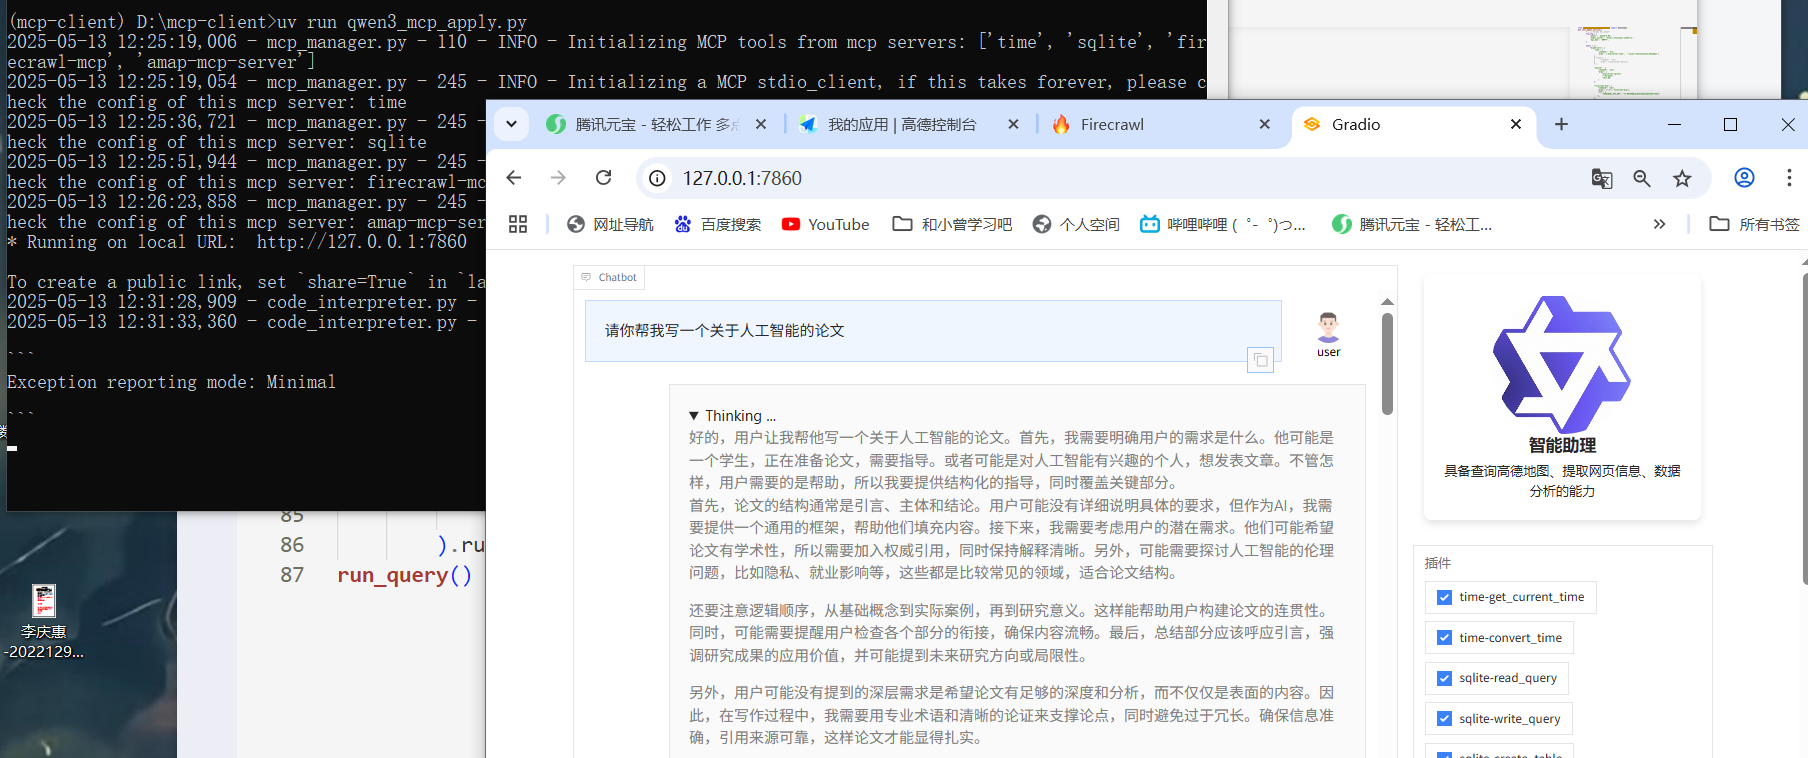 (mcp-client) D:\mcp-client>uv run qwen3_mcp_apply.py
2025-05-13 12:25:19,006 - mcp_manager.py - 110 - INFO - Initializing MCP tools from mcp servers: ['time', 'sqlite', 'fir
ecrawl-mcp', 'amap-mcp-server']
2025-05-13 12:25:19,054 - mcp_manager.py - 245 - INFO - Initializing a MCP stdio_client, if this takes forever, please c
heck the config of this mcp server: time
2025-05-13 12:25:36,721 - mcp_manager.py - 245 -
heck the config of this mcp server: sqlite
2025-05-13 12:25:51,944 - mcp_manager.py - 245 -
heck the config of this mcp server: firecrawl-mc
2025-05-13 12:26:23,858 - mcp_manager.py - 245 -
heck the config of this mcp server: amap-mcp-ser
* Running on local URL:  http://127.0.0.1:7860
To create a public link, set `share=True` in `la
2025-05-13 12:31:28,909 - code_interpreter.py -
2025-05-13 12:31:33,360 - code_interpreter.py -
```
Exception reporting mode: Minimal
```
85
86 ).ru
87 run_query()
李庆惠
-2022129...
腾讯元宝 - 轻松工作 多
我的应用 | 高德控制台
Firecrawl
Gradio
127.0.0.1:7860
网址导航
百度搜索
YouTube
和小曾学习吧
个人空间
哔哩哔哩 (゜-゜)つ...
腾讯元宝 - 轻松工...
所有书签
Chatbot
请你帮我写一个关于人工智能的论文
user
Thinking ...
好的，用户让我帮他写一个关于人工智能的论文。首先，我需要明确用户的需求是什么。他可能是
一个学生，正在准备论文，需要指导。或者可能是对人工智能有兴趣的个人，想发表文章。不管怎
样，用户需要的是帮助，所以我要提供结构化的指导，同时覆盖关键部分。
首先，论文的结构通常是引言、主体和结论。用户可能没有详细说明具体的要求，但作为AI，我需
要提供一个通用的框架，帮助他们填充内容。接下来，我需要考虑用户的潜在需求。他们可能希望
论文有学术性，所以需要加入权威引用，同时保持解释清晰。另外，可能需要探讨人工智能的伦理
问题，比如隐私、就业影响等，这些都是比较常见的领域，适合论文结构。
还要注意逻辑顺序，从基础概念到实际案例，再到研究意义。这样能帮助用户构建论文的连贯性。
同时，可能需要提醒用户检查各个部分的衔接，确保内容流畅。最后，总结部分应该呼应引言，强
调研究成果的应用价值，并可能提到未来研究方向或局限性。
另外，用户可能没有提到的深层需求是希望论文有足够的深度和分析，而不仅仅是表面的内容。因
此，在写作过程中，我需要用专业术语和清晰的论证来支撑论点，同时避免过于冗长。确保信息准
确，引用来源可靠，这样论文才能显得扎实。
智能助理
具备查询高德地图、提取网页信息、数据
分析的能力
插件
time-get_current_time
time-convert_time
sqlite-read_query
sqlite-write_query
sqlite-create_table